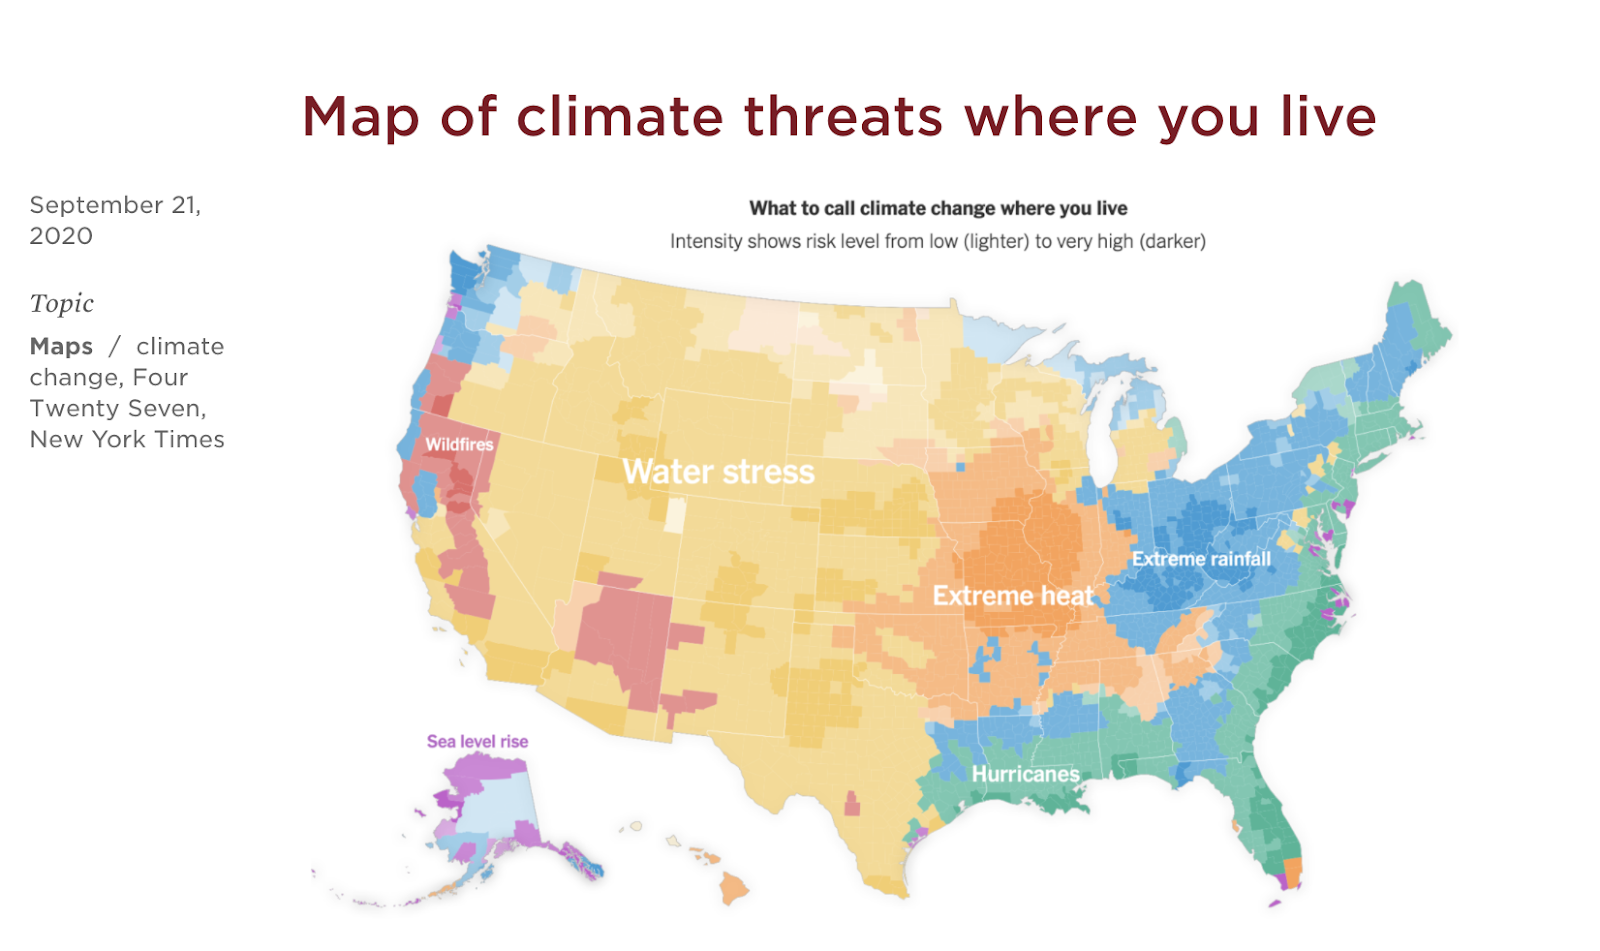 Map of climate threats where you live
September 21,
2020
Topic
Maps / climate
change, Four
Twenty Seven,
New York Times
What to call climate change where you live
Intensity shows risk level from low (lighter) to very high (darker)
Wildfires
Water stress
Extreme rainfall
Extreme heat
Sea level rise
Hurricanes